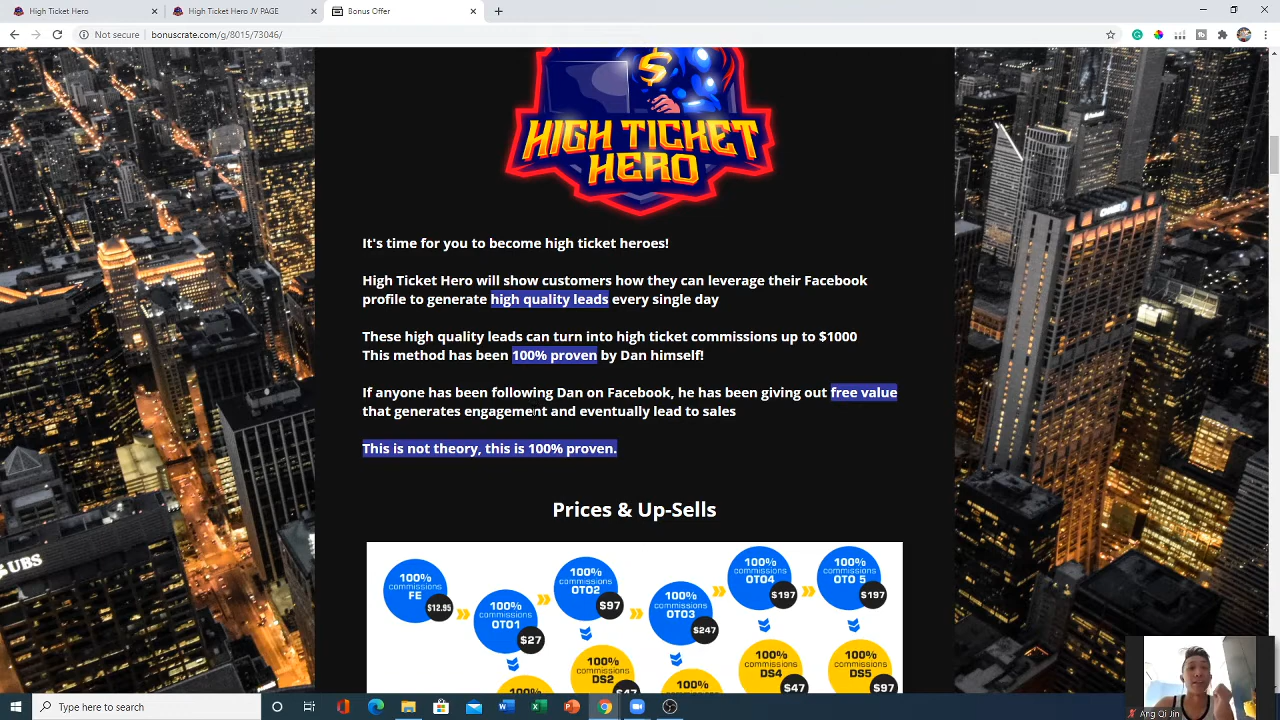 High Ticket Hero
High Ticket Hero JV PAGE
Bonus Offer
Not secure
bonuscrate.com/g/8015/73046/
$
HIGH TICKET
HERO
It's time for you to become high ticket heroes!
High Ticket Hero will show customers how they can leverage their Facebook
profile to generate high quality leads every single day
These high quality leads can turn into high ticket commissions up to $1000
This method has been 100% proven by Dan himself!
If anyone has been following Dan on Facebook, he has been giving out free value
that generates engagement and eventually lead to sales
This is not theory, this is 100% proven.
Prices & Up-Sells
100%
commissions
FE
$12.95
100%
commissions
OTO1
$27
100%
commissions
OTO2
$97
100%
commissions
OTO3
$247
100%
commissions
OTO4
$197
100%
commissions
OTO 5
$197
100%
100%
commissions
DS2
$47
100%
100%
commissions
DS4
$47
100%
commissions
DS5
$97
UBS
Type here to search
Ang Qi Jin